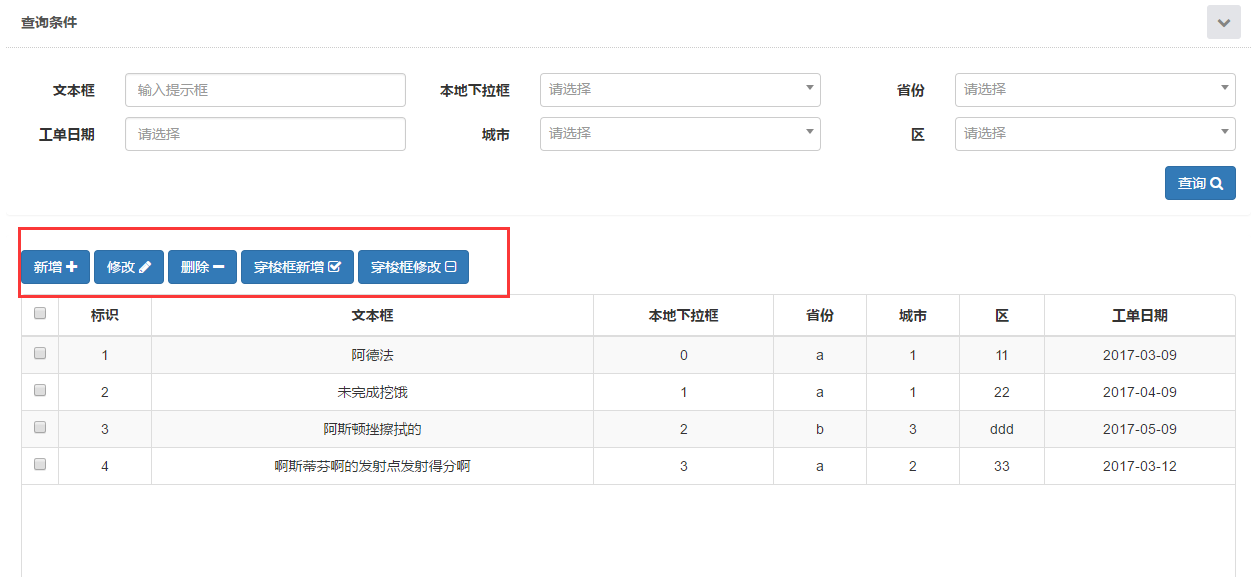 查询条件
文本框 输入提示框 本地下拉框 请选择 省份 请选择
工单日期 请选择 城市 请选择 区 请选择
查询
新增 修改 删除 穿梭框新增 穿梭框修改
标识 文本框 本地下拉框 省份 城市 区 工单日期
1 阿德法 0 a 1 11 2017-03-09
2 未完成挖饿 1 a 1 22 2017-04-09
3 阿斯顿挫擦拭的 2 b 3 ddd 2017-05-09
4 啊斯蒂芬啊的发射点发射得分啊 3 a 2 33 2017-03-12